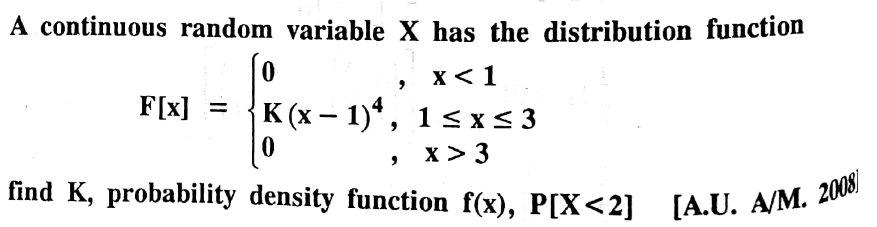 A continuous random variable X has the distribution function
0 , x < 1
F[x] = K (x – 1)⁴ , 1 ≤ x ≤ 3
0 , x > 3
find K, probability density function f(x), P[X<2] [A.U. A/M. 2008]